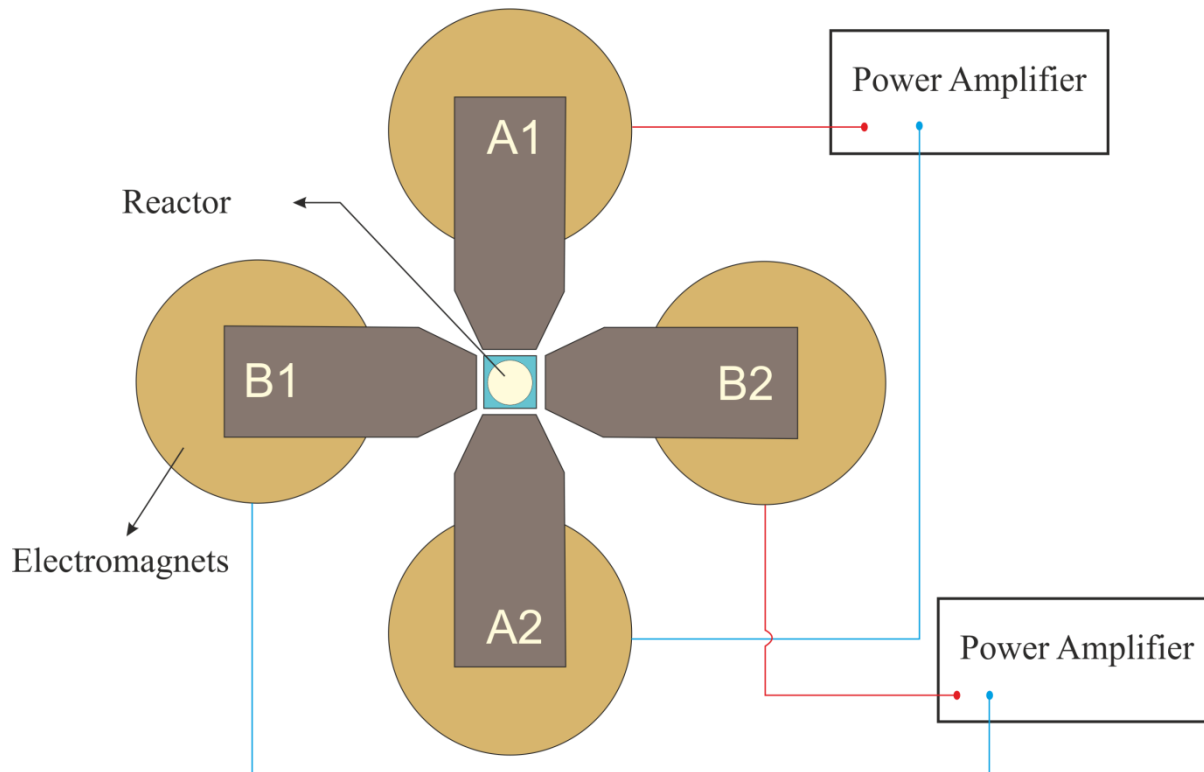 Power Amplifier
A1
Reactor
B1
B2
Electromagnets
A2
Power Amplifier